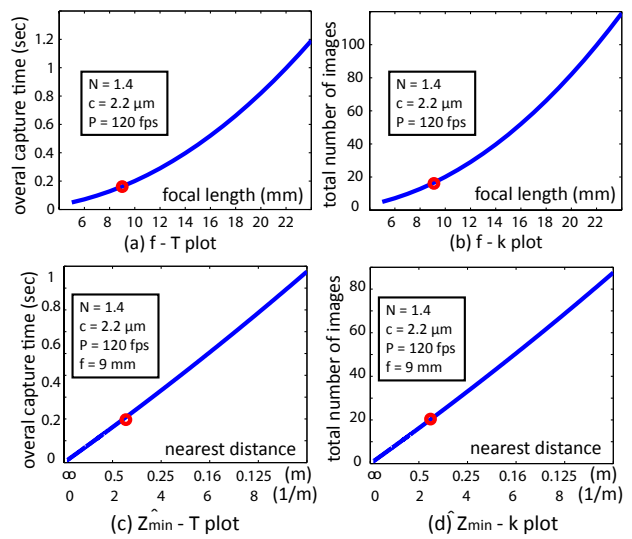 overal capture time (sec)
1.2
1
0.8
0.6
0.4
0.2
0
N = 1.4
c = 2.2 µm
P = 120 fps
focal length (mm)
6 8 10 12 14 16 18 20 22
(a) f - T plot
total number of images
100
80
60
40
20
0
N = 1.4
c = 2.2 µm
P = 120 fps
focal length (mm)
6 8 10 12 14 16 18 20 22
(b) f - k plot
overal capture time (sec)
1
0.8
0.6
0.4
0.2
0
N = 1.4
c = 2.2 µm
P = 120 fps
f = 9 mm
nearest distance
∞ 0.5 0.25 0.16 0.125 (m)
0 2 4 6 8 (1/m)
(c) Ẑmin - T plot
total number of images
80
60
40
20
0
N = 1.4
c = 2.2 µm
P = 120 fps
f = 9 mm
nearest distance
∞ 0.5 0.25 0.16 0.125 (m)
0 2 4 6 8 (1/m)
(d) Ẑmin - k plot